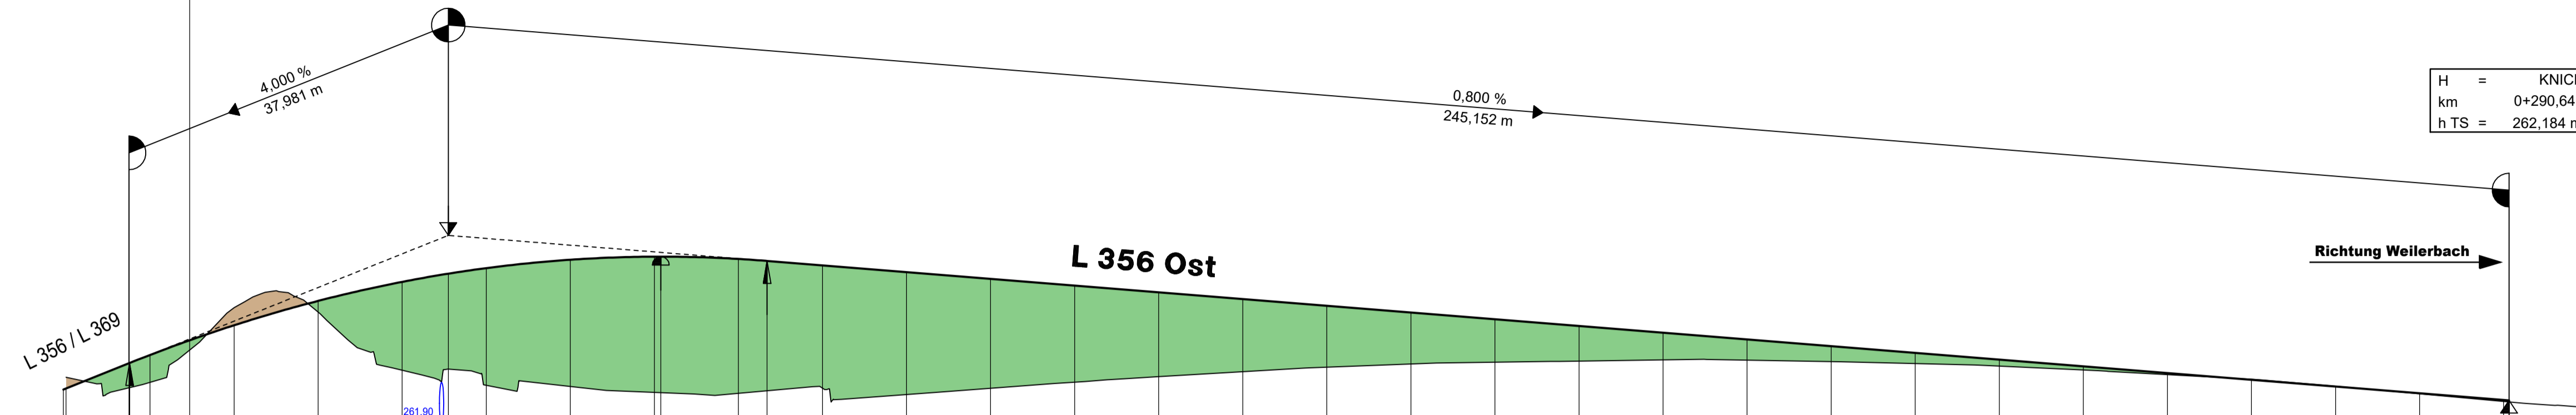 4,000 %
37,981 m
0,800 %
245,152 m
H =
km 0+290,64
h TS = 262,184
Richtung Weilerbach
L 356 Ost
L 356 / L 369
261,90